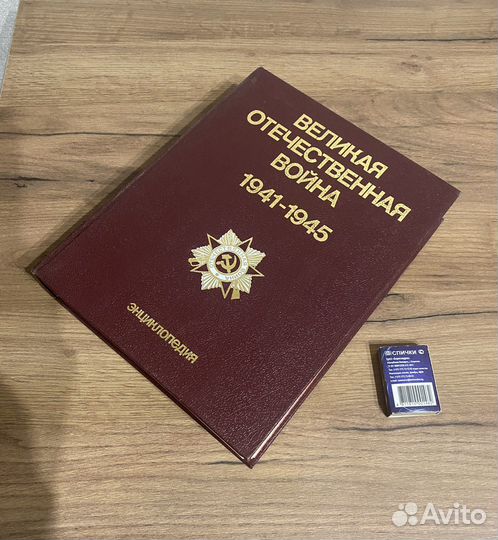 ВЕЛИКАЯ
ОТЕЧЕСТВЕННАЯ
ВОЙНА
1941-1945
ЭНЦИКЛОПЕДИЯ
СПИЧКИ
Avito